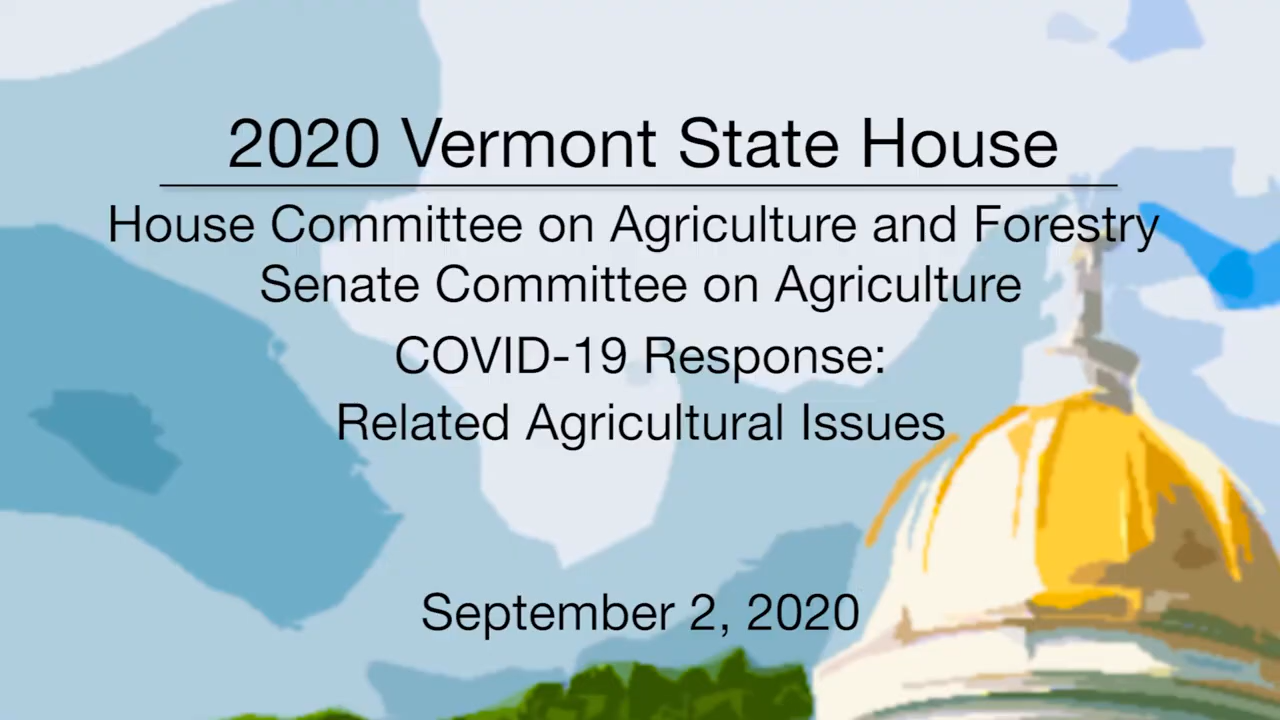 2020 Vermont State House
House Committee on Agriculture and Forestry
Senate Committee on Agriculture
COVID-19 Response:
Related Agricultural Issues
September 2, 2020